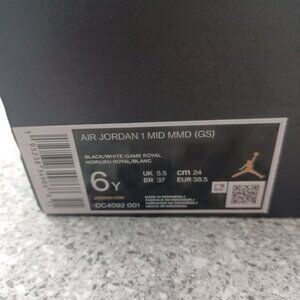 AIR JORDAN 1 MID MMD (GS)
BLACK/WHITE-GAME ROYAL
NOIR/JEU ROYAL/BLANC
6Y
UK 5.5 cm 24
BR 37 EUR 38.5
DC4092 001
MADE IN INDONESIA